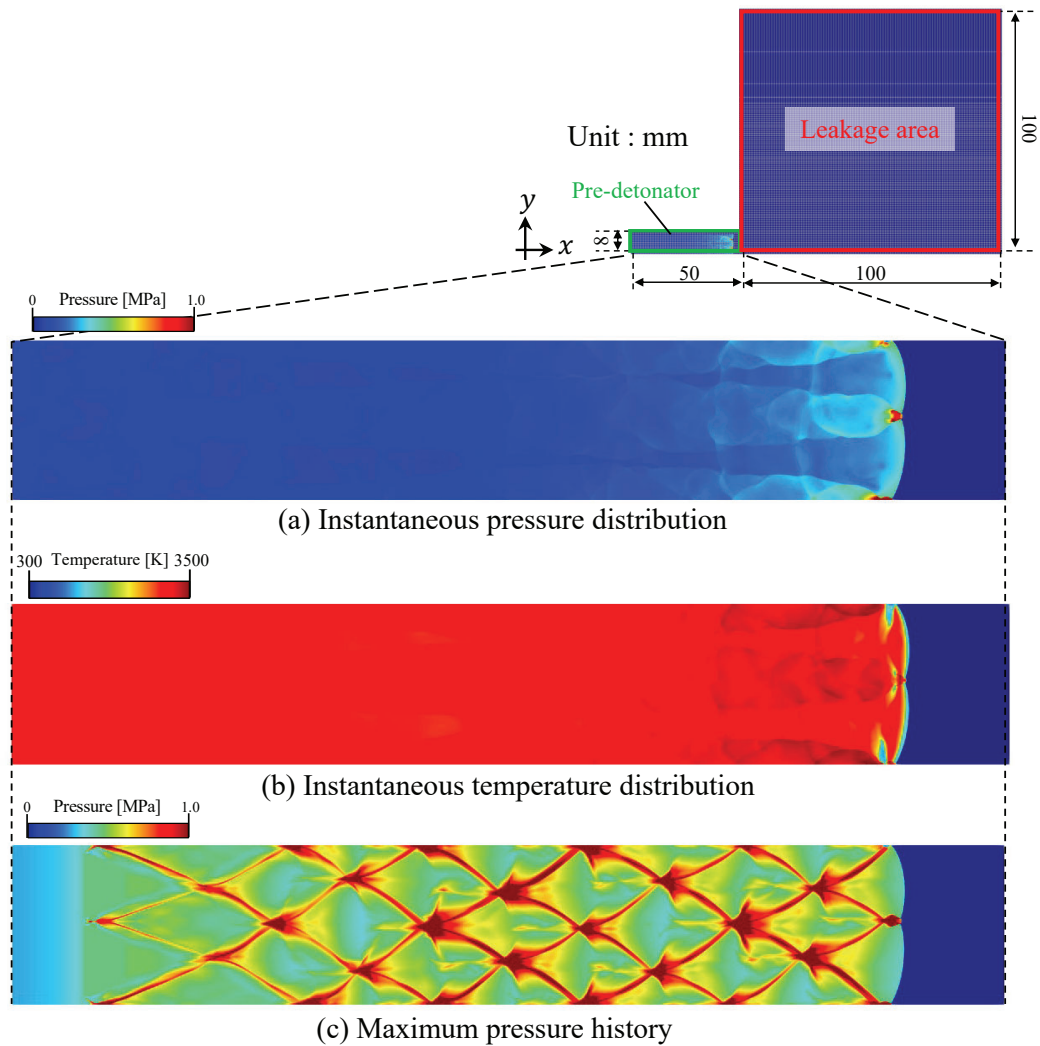 Leakage area
100
Unit : mm
Pre-detonator
y
x
8
50
100
0 Pressure [MPa] 1.0
(a) Instantaneous pressure distribution
300 Temperature [K] 3500
(b) Instantaneous temperature distribution
0 Pressure [MPa] 1.0
(c) Maximum pressure history